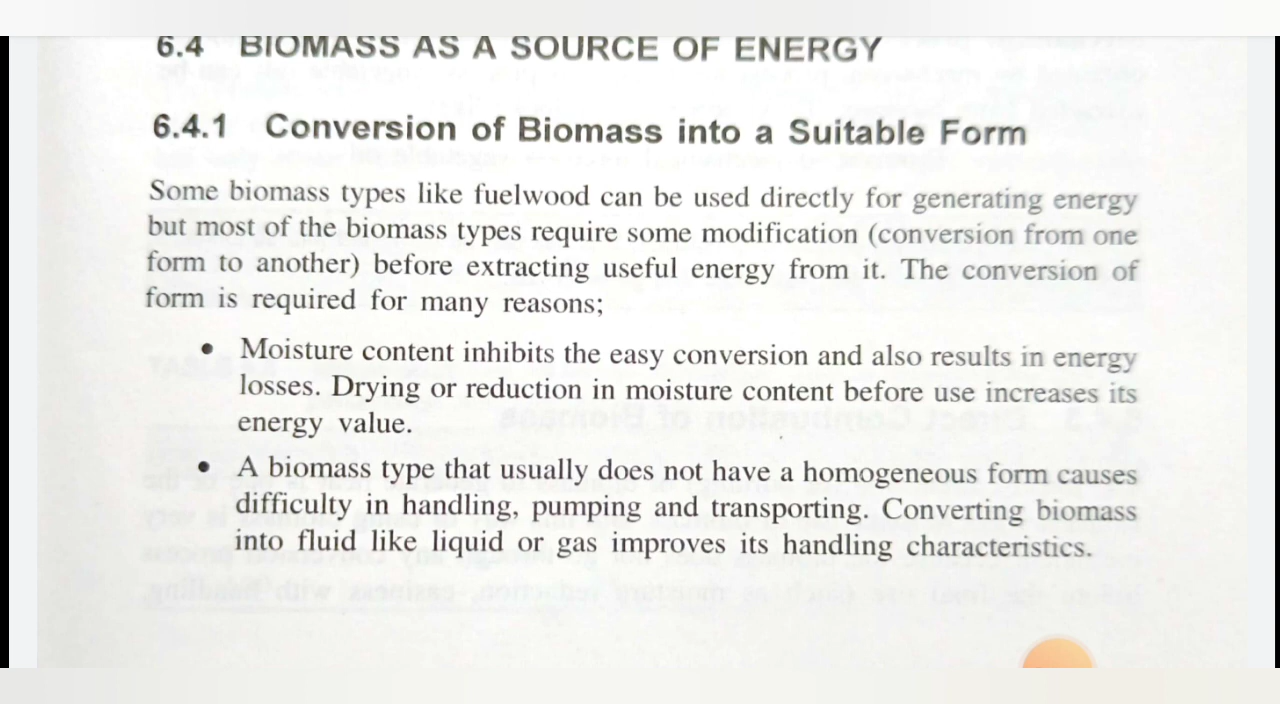 6.4 BIOMASS AS A SOURCE OF ENERGY
6.4.1 Conversion of Biomass into a Suitable Form
Some biomass types like fuelwood can be used directly for generating energy
but most of the biomass types require some modification (conversion from one
form to another) before extracting useful energy from it. The conversion of
form is required for many reasons;
• Moisture content inhibits the easy conversion and also results in energy
losses. Drying or reduction in moisture content before use increases its
energy value.
• A biomass type that usually does not have a homogeneous form causes
difficulty in handling, pumping and transporting. Converting biomass
into fluid like liquid or gas improves its handling characteristics.